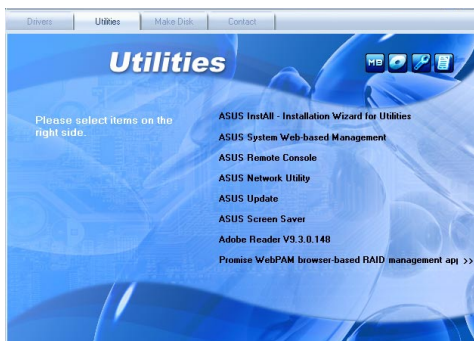 Drivers
Utilities
Make Disk
Contact
Utilities
MB
Please select items on the
right side.
ASUS InstAll - Installation Wizard for Utilities
ASUS System Web-based Management
ASUS Remote Console
ASUS Network Utility
ASUS Update
ASUS Screen Saver
Adobe Reader V9.3.0.148
Promise WebPAM browser-based RAID management app >>